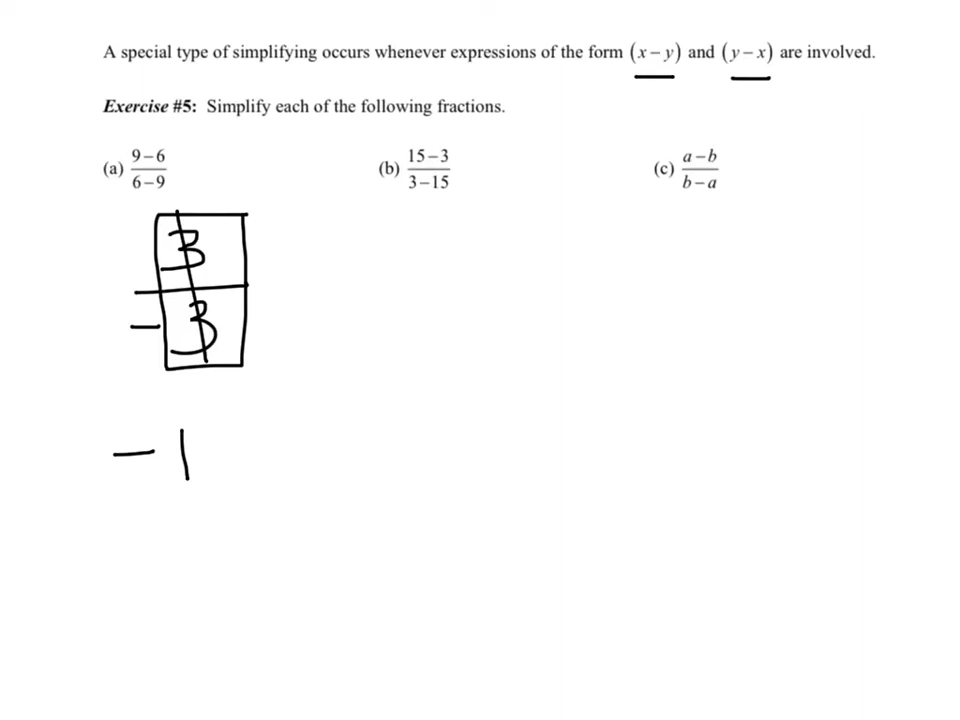 A special type of simplifying occurs whenever expressions of the form (x − y) and (y − x) are involved.
Exercise #5: Simplify each of the following fractions.
(a) 9 − 6 / 6 − 9 (b) 15 − 3 / 3 − 15 (c) a − b / b − a
3
− 3
− 1